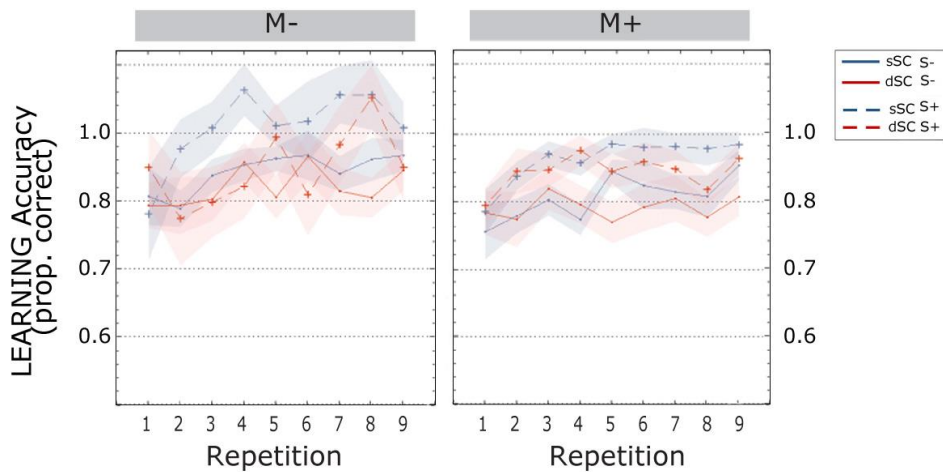 M-
M+
sSC S-
dSC S-
sSC S+
dSC S+
LEARNING Accuracy
(prop. correct)
1.0
0.8
0.7
0.6
1.0
0.8
0.7
0.6
1 2 3 4 5 6 7 8 9
1 2 3 4 5 6 7 8 9
Repetition
Repetition